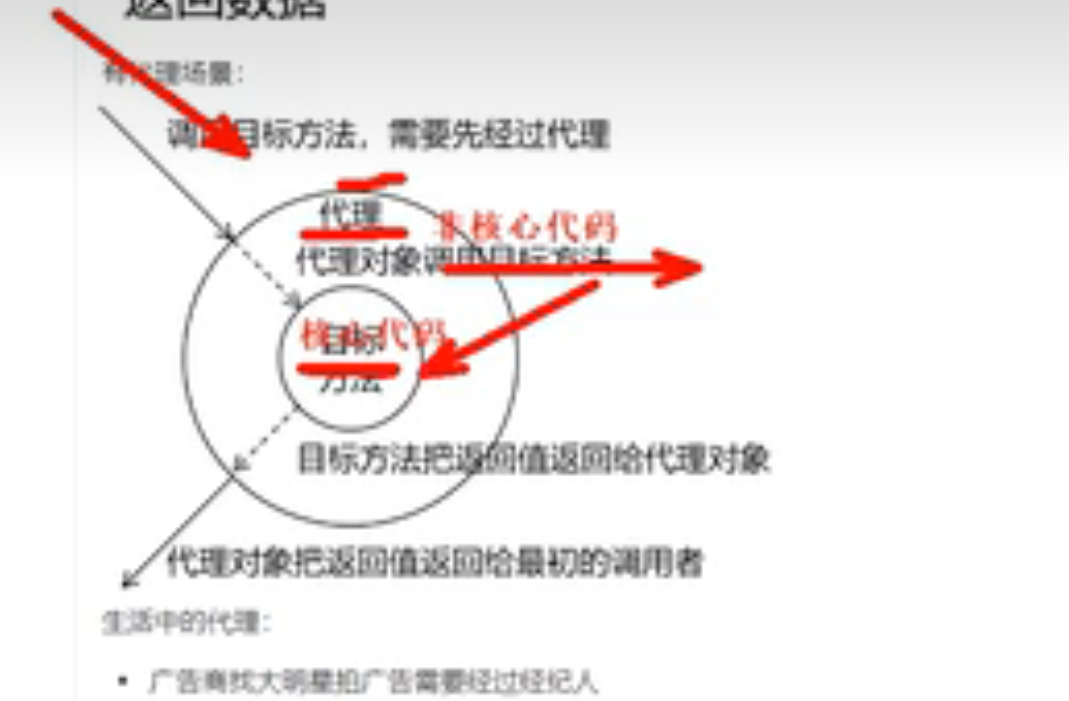 返回数据
有代理场景：
调用目标方法，需要先经过代理
代理
非核心代码
代理对象调用目标方法
核心代码
目标
方法
目标方法把返回值返回给代理对象
代理对象把返回值返回给最初的调用者
生活中的代理：
• 广告商找大明星拍广告需要经过经纪人